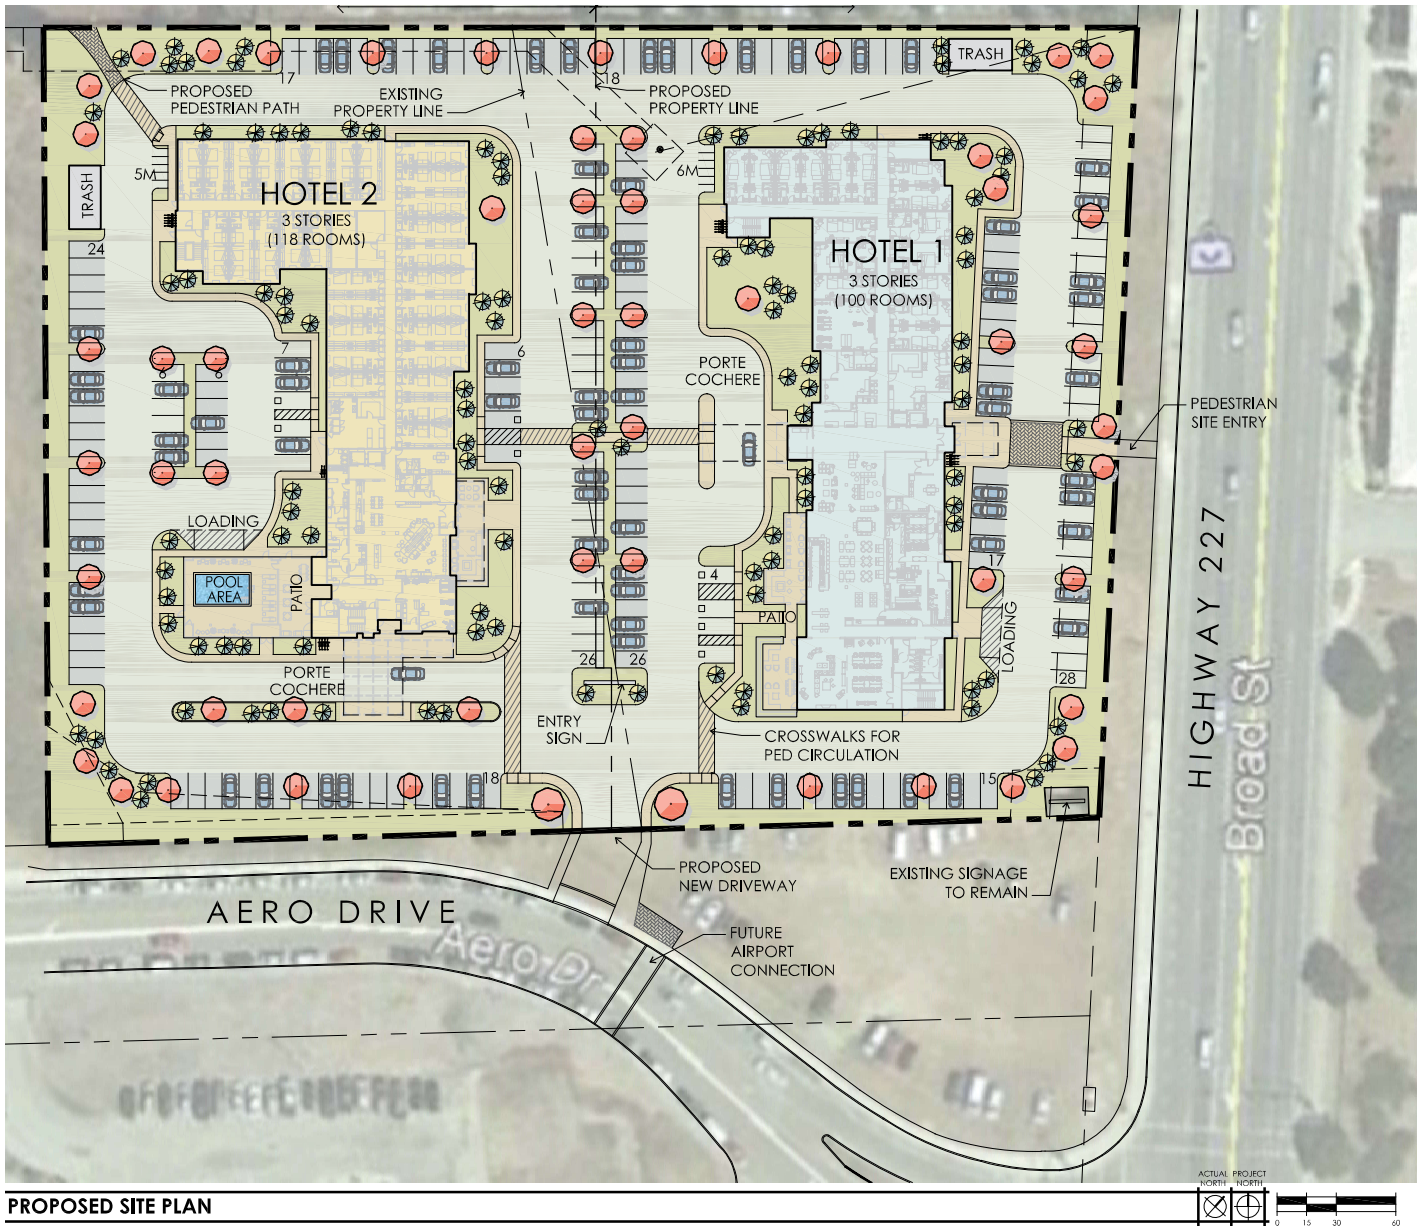 TRASH
17
18
PROPOSED
PEDESTRIAN PATH
EXISTING
PROPERTY LINE
PROPOSED
PROPERTY LINE
5M
6M
TRASH
HOTEL 2
3 STORIES
(118 ROOMS)
HOTEL 1
3 STORIES
(100 ROOMS)
24
7
6
6
6
PORTE
COCHERE
PEDESTRIAN
SITE ENTRY
LOADING
POOL
AREA
PATIO
4
17
PATIO
LOADING
26
26
28
PORTE
COCHERE
ENTRY
SIGN
CROSSWALKS FOR
PED CIRCULATION
18
15
HIGHWAY 227
Broad St
PROPOSED
NEW DRIVEWAY
EXISTING SIGNAGE
TO REMAIN
AERO DRIVE
Aero Dr
FUTURE
AIRPORT
CONNECTION
PROPOSED SITE PLAN
ACTUAL
NORTH
PROJECT
NORTH
0 15 30 60